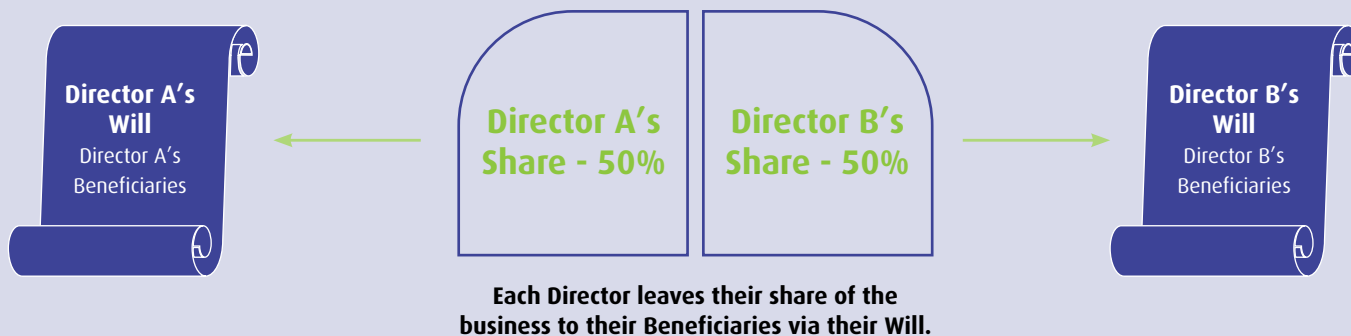 Director A's
Will
Director A's
Beneficiaries
Director A's
Share - 50%
Director B's
Share - 50%
Director B's
Will
Director B's
Beneficiaries
Each Director leaves their share of the
business to their Beneficiaries via their Will.